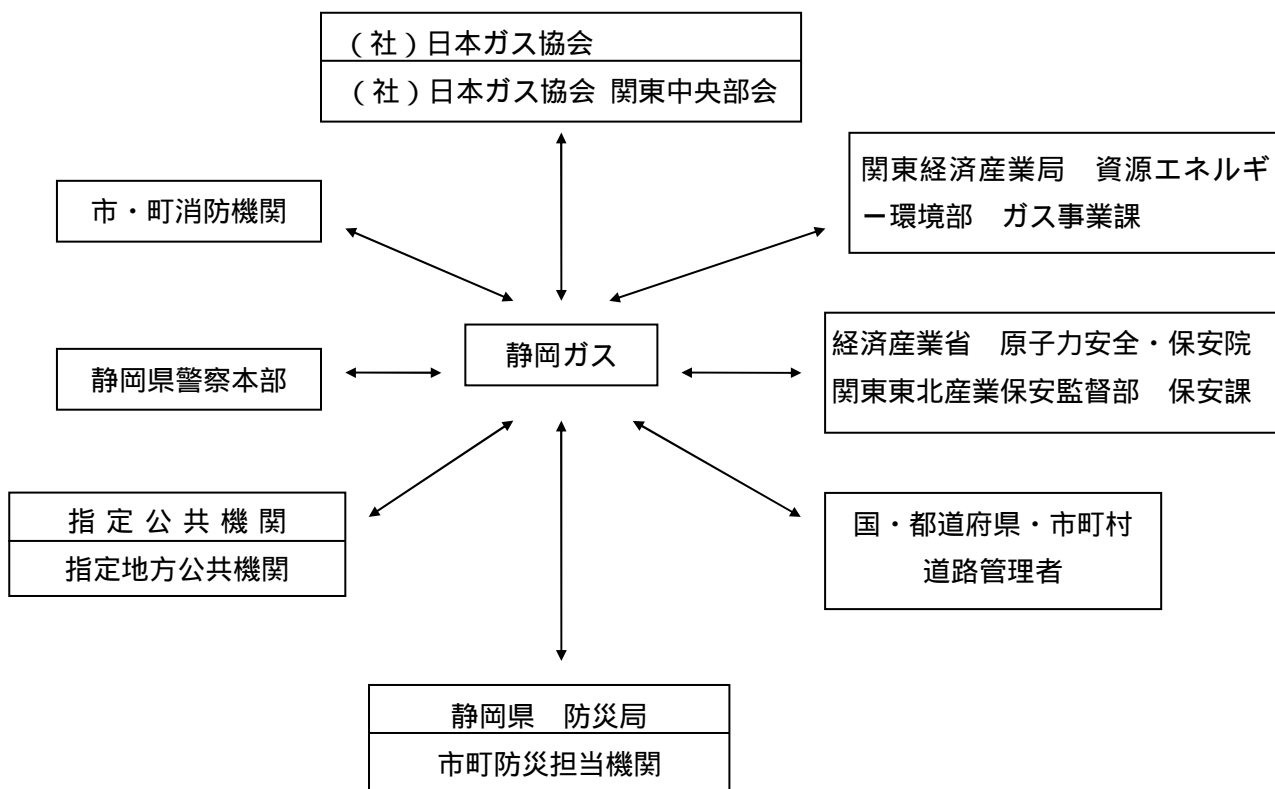 （社）日本ガス協会
（社）日本ガス協会 関東中央部会
関東経済産業局　資源エネルギ
ー環境部　ガス事業課
市・町消防機関
静岡ガス
経済産業省　原子力安全・保安院
関東東北産業保安監督部　保安課
静岡県警察本部
指 定 公 共 機 関
指定地方公共機関
国・都道府県・市町村
道路管理者
静岡県　防災局
市町防災担当機関